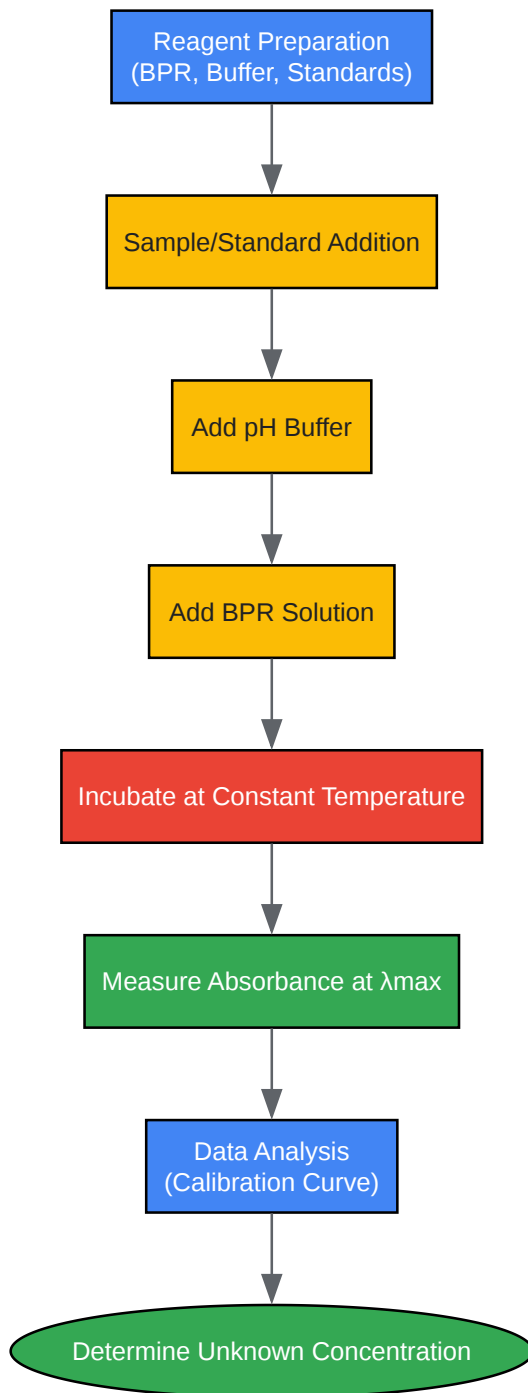 Reagent Preparation
(BPR, Buffer, Standards)
Sample/Standard Addition
Add pH Buffer
Add BPR Solution
Incubate at Constant Temperature
Measure Absorbance at λmax
Data Analysis
(Calibration Curve)
Determine Unknown Concentration